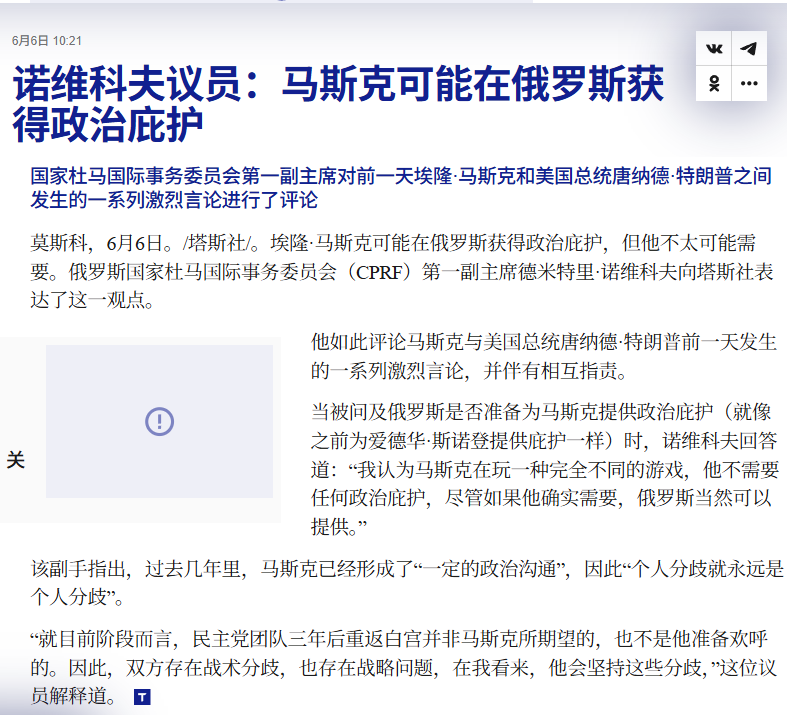 6月6日 10:21
诺维科夫议员：马斯克可能在俄罗斯获
得政治庇护
国家杜马国际事务委员会第一副主席对前一天埃隆·马斯克和美国总统唐纳德·特朗普之间
发生的一系列激烈言论进行了评论
莫斯科，6月6日。/塔斯社/。埃隆·马斯克可能在俄罗斯获得政治庇护，但他不太可能需
要。俄罗斯国家杜马国际事务委员会（CPRF）第一副主席德米特里·诺维科夫向塔斯社表
达了这一观点。
关
他如此评论马斯克与美国总统唐纳德·特朗普前一天发生
的一系列激烈言论，并伴有相互指责。
当被问及俄罗斯是否准备为马斯克提供政治庇护（就像
之前为爱德华·斯诺登提供庇护一样）时，诺维科夫回答
道：“我认为马斯克在玩一种完全不同的游戏，他不需要
任何政治庇护，尽管如果他确实需要，俄罗斯当然可以
提供。”
该副手指出，过去几年里，马斯克已经形成了“一定的政治沟通”，因此“个人分歧就永远是
个人分歧”。
“就目前阶段而言，民主党团队三年后重返白宫并非马斯克所期望的，也不是他准备欢呼
的。因此，双方存在战术分歧，也存在战略问题，在我看来，他会坚持这些分歧，”这位议
员解释道。